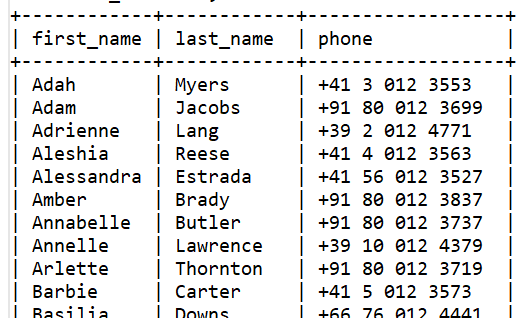 +------------+-----------+------------------+
| first_name | last_name | phone            |
+------------+-----------+------------------+
| Adah       | Myers     | +41 3 012 3553   |
| Adam       | Jacobs    | +91 80 012 3699  |
| Adrienne   | Lang      | +39 2 012 4771   |
| Aleshia    | Reese     | +41 4 012 3563   |
| Alessandra | Estrada   | +41 56 012 3527  |
| Amber      | Brady     | +91 80 012 3837  |
| Annabelle  | Butler    | +91 80 012 3737  |
| Annelle    | Lawrence  | +39 10 012 4379  |
| Arlette    | Thornton  | +91 80 012 3719  |
| Barbie     | Carter    | +41 5 012 3573   |
| Basilia    | Downs     | +66 76 012 4441  |